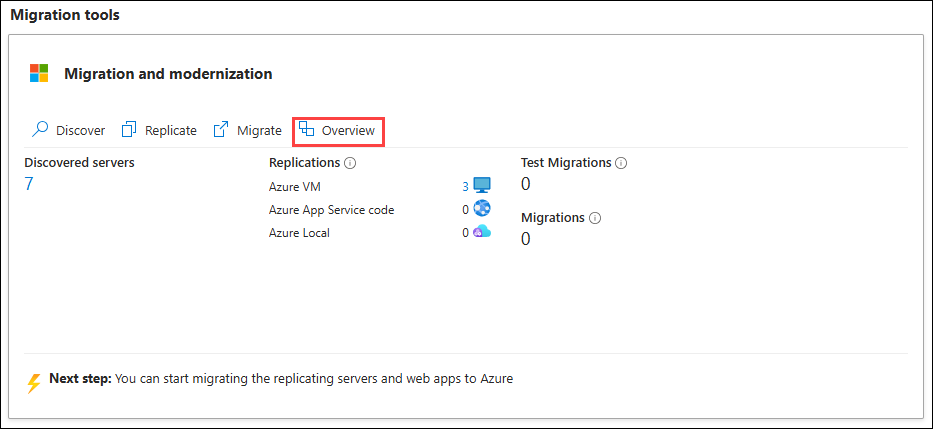 Migration tools
Migration and modernization
Discover Replicate Migrate Overview
Discovered servers
7
Replications
Azure VM 3
Azure App Service code 0
Azure Local 0
Test Migrations
0
Migrations
0
Next step: You can start migrating the replicating servers and web apps to Azure